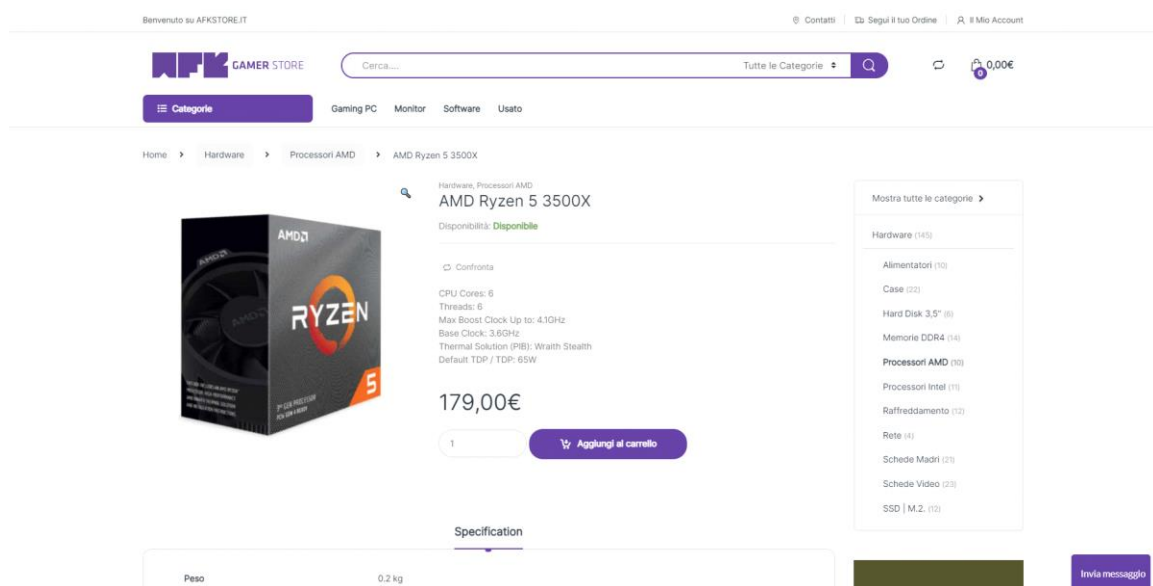 Benvenuto su AFKSTORE.IT
Contatti
Segui il tuo Ordine
Il Mio Account
AFK GAMER STORE
Cerca....
Tutte le Categorie
0
0,00€
Categorie
Gaming PC
Monitor
Software
Usato
Home > Hardware > Processori AMD > AMD Ryzen 5 3500X
AMD
AMD
AMD
RYZEN
5
3rd GEN PROCESSOR
Hardware, Processori AMD
AMD Ryzen 5 3500X
Disponibilità: Disponibile
Confronta
CPU Cores: 6
Threads: 6
Max Boost Clock Up to: 4.1GHz
Base Clock: 3.6GHz
Thermal Solution (PIB): Wraith Stealth
Default TDP / TDP: 65W
179,00€
1
Aggiungi al carrello
Mostra tutte le categorie >
Hardware (145)
Alimentatori (10)
Case (22)
Hard Disk 3,5" (6)
Memorie DDR4 (14)
Processori AMD (10)
Processori Intel (11)
Raffreddamento (12)
Rete (4)
Schede Madri (21)
Schede Video (23)
SSD | M.2. (12)
Specification
Peso
0.2 kg
Invia messaggio